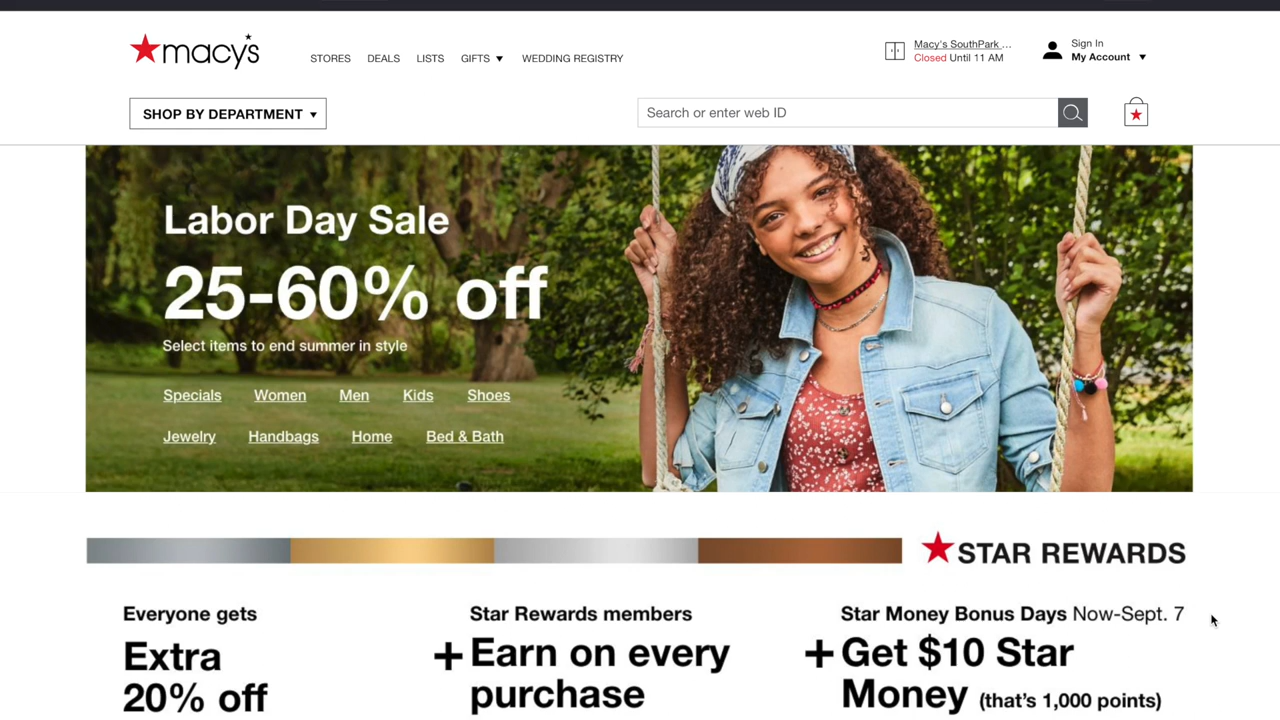 macy's
STORES DEALS LISTS GIFTS WEDDING REGISTRY
Macy's SouthPark ...
Closed Until 11 AM
Sign In
My Account
SHOP BY DEPARTMENT
Search or enter web ID
Labor Day Sale
25-60% off
Select items to end summer in style
Specials Women Men Kids Shoes
Jewelry Handbags Home Bed & Bath
STAR REWARDS
Everyone gets
Extra
20% off
Star Rewards members
+ Earn on every
purchase
Star Money Bonus Days Now-Sept. 7
+ Get $10 Star
Money (that's 1,000 points)